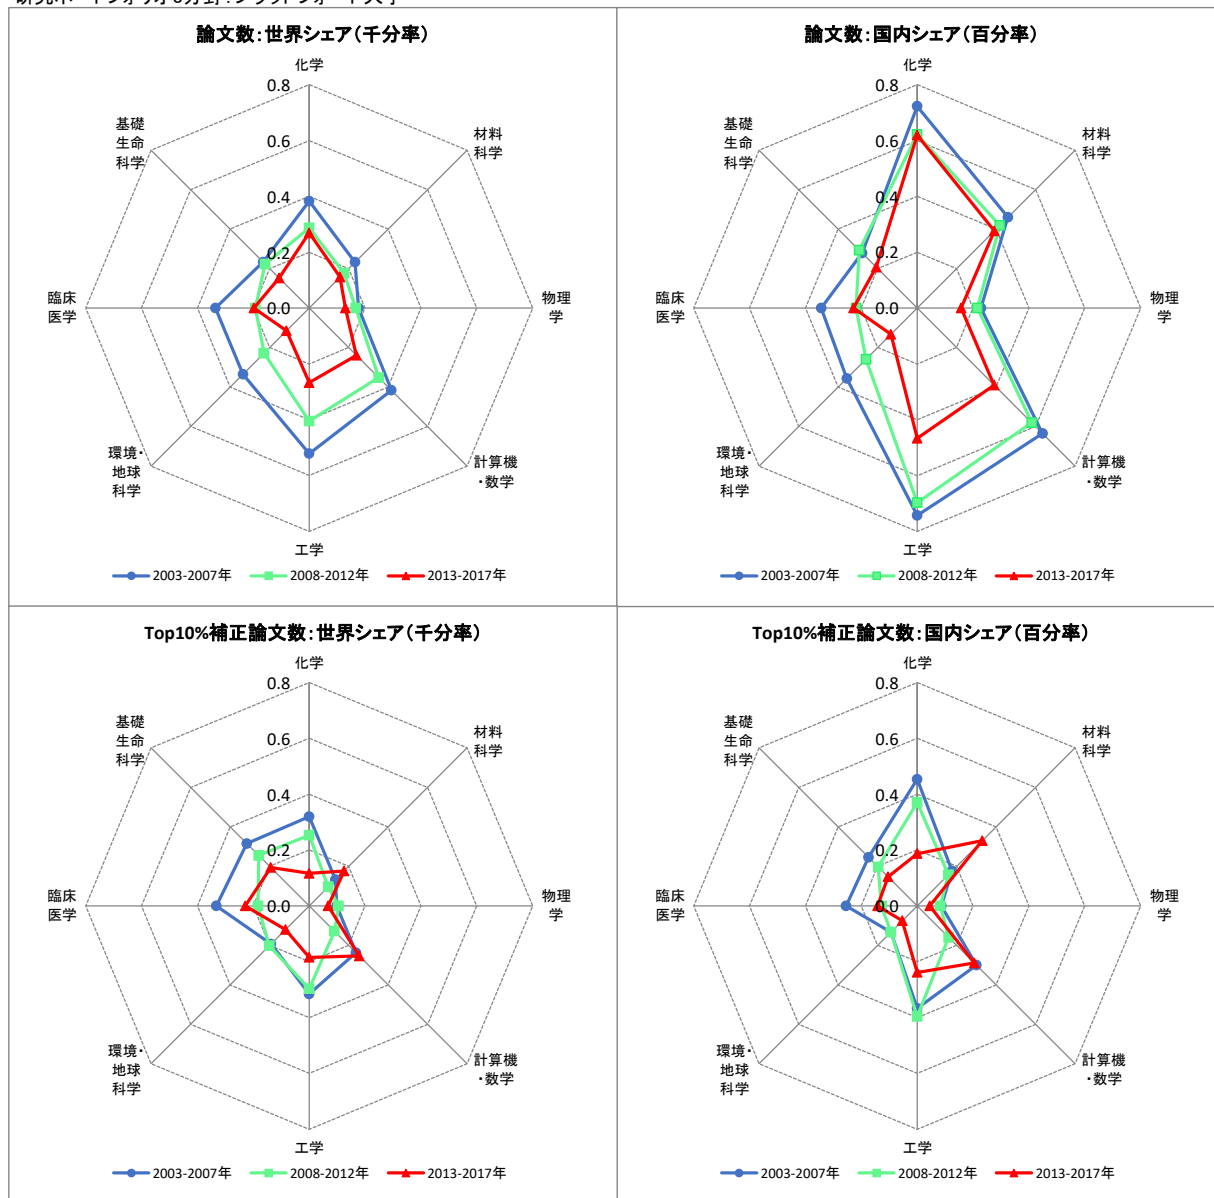 論文数:世界シェア(千分率)
化学
0.8
0.6
0.4
0.2
0.0
材料
科学
物理
学
計算機
・数学
工学
環境・
地球
科学
臨床
医学
基礎
生命
科学
2003-2007年 2008-2012年 2013-2017年
論文数:国内シェア(百分率)
化学
0.8
0.6
0.4
0.2
0.0
材料
科学
物理
学
計算機
・数学
工学
環境・
地球
科学
臨床
医学
基礎
生命
科学
2003-2007年 2008-2012年 2013-2017年
Top10%補正論文数:世界シェア(千分率)
化学
0.8
0.6
0.4
0.2
0.0
材料
科学
物理
学
計算機
・数学
工学
環境・
地球
科学
臨床
医学
基礎
生命
科学
2003-2007年 2008-2012年 2013-2017年
Top10%補正論文数:国内シェア(百分率)
化学
0.8
0.6
0.4
0.2
0.0
材料
科学
物理
学
計算機
・数学
工学
環境・
地球
科学
臨床
医学
基礎
生命
科学
2003-2007年 2008-2012年 2013-2017年